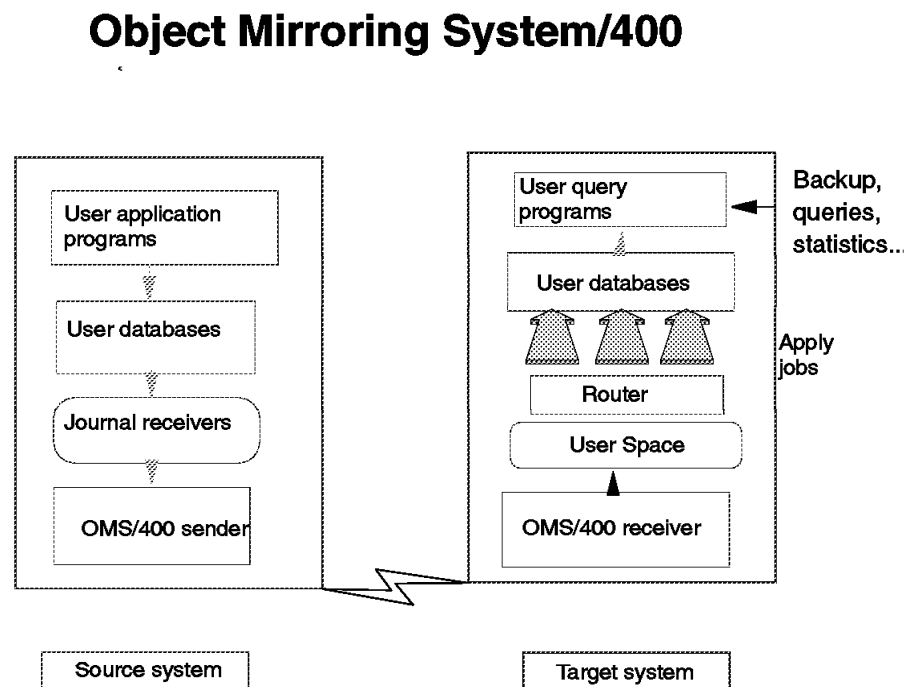 Object Mirroring System/400
User application
programs
User databases
Journal receivers
OMS/400 sender
Source system
User query
programs
Backup,
queries,
statistics...
User databases
Apply
jobs
Router
User Space
OMS/400 receiver
Target system